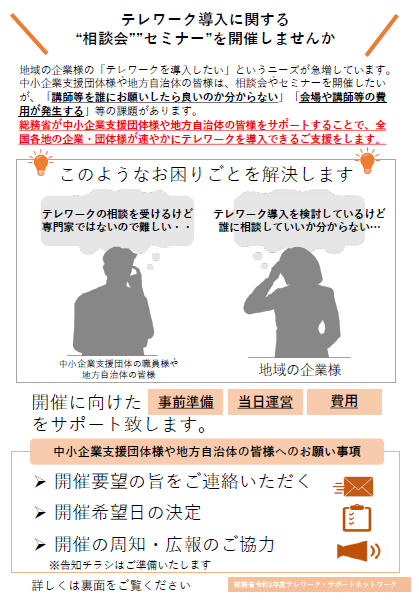 テレワーク導入に関する
“相談会””セミナー”を開催しませんか
地域の企業様の「テレワークを導入したい」というニーズが急増しています。
中小企業支援団体様や地方自治体の皆様は、相談会やセミナーを開催したい
が、「講師等を誰にお願いしたら良いのか分からない」「会場や講師等の費
用が発生する」等の課題があります。
総務省が中小企業支援団体様や地方自治体の皆様をサポートすることで、全
国各地の企業・団体様が速やかにテレワークを導入できるご支援をします。
このようなお困りごとを解決します
テレワークの相談を受けるけど
専門家ではないので難しい・・
テレワーク導入を検討しているけど
誰に相談していいか分からない…
中小企業支援団体の職員様や
地方自治体の皆様
地域の企業様
開催に向けた
事前準備
当日運営
費用
をサポート致します。
中小企業支援団体様や地方自治体の皆様へのお願い事項
➢ 開催要望の旨をご連絡いただく
➢ 開催希望日の決定
➢ 開催の周知・広報のご協力
※告知チラシはご準備いたします
詳しくは裏面をご覧ください
総務省令和2年度テレワーク・サポートネットワーク